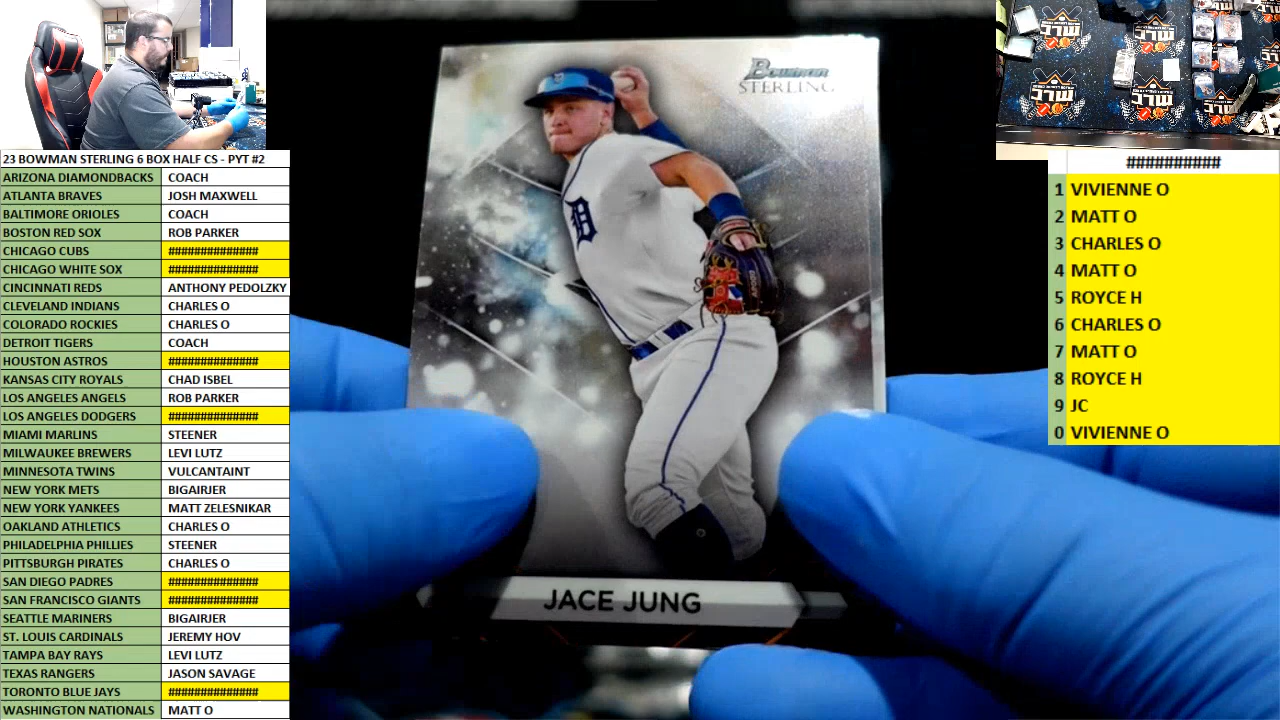 23 BOWMAN STERLING 6 BOX HALF CS - PYT #2
ARIZONA DIAMONDBACKS COACH
ATLANTA BRAVES JOSH MAXWELL
BALTIMORE ORIOLES COACH
BOSTON RED SOX ROB PARKER
CHICAGO CUBS ##############
CHICAGO WHITE SOX ##############
CINCINNATI REDS ANTHONY PEDOLZKY
CLEVELAND INDIANS CHARLES O
COLORADO ROCKIES CHARLES O
DETROIT TIGERS COACH
HOUSTON ASTROS ##############
KANSAS CITY ROYALS CHAD ISBEL
LOS ANGELES ANGELS ROB PARKER
LOS ANGELES DODGERS ##############
MIAMI MARLINS STEENER
MILWAUKEE BREWERS LEVI LUTZ
MINNESOTA TWINS VULCANTAINT
NEW YORK METS BIGAIRJER
NEW YORK YANKEES MATT ZELESNIKAR
OAKLAND ATHLETICS CHARLES O
PHILADELPHIA PHILLIES STEENER
PITTSBURGH PIRATES CHARLES O
SAN DIEGO PADRES ##############
SAN FRANCISCO GIANTS ##############
SEATTLE MARINERS BIGAIRJER
ST. LOUIS CARDINALS JEREMY HOV
TAMPA BAY RAYS LEVI LUTZ
TEXAS RANGERS JASON SAVAGE
TORONTO BLUE JAYS ##############
WASHINGTON NATIONALS MATT O
BOWMAN
STERLING
D
JACE JUNG
##########
1 VIVIENNE O
2 MATT O
3 CHARLES O
4 MATT O
5 ROYCE H
6 CHARLES O
7 MATT O
8 ROYCE H
9 JC
0 VIVIENNE O